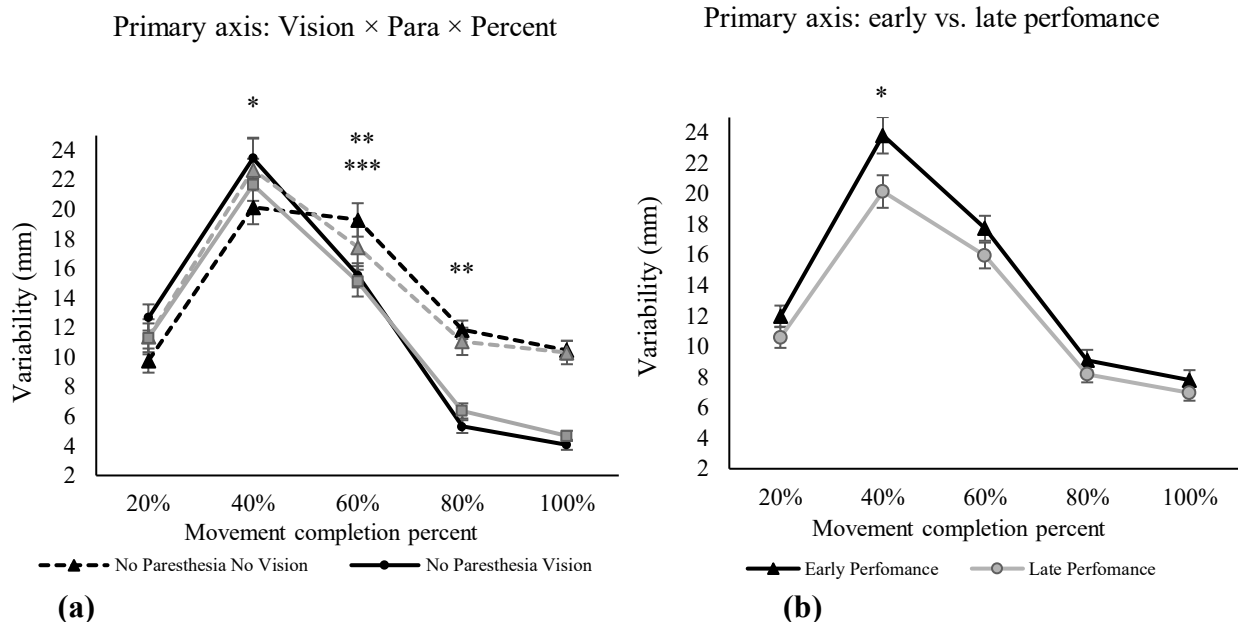 Primary axis: Vision × Para × Percent
*
**
***
**
24
22
20
18
16
14
12
10
8
6
4
2
Variability (mm)
20% 40% 60% 80% 100%
Movement completion percent
No Paresthesia No Vision No Paresthesia Vision
(a)
Primary axis: early vs. late perfomance
*
24
22
20
18
16
14
12
10
8
6
4
2
Variability (mm)
20% 40% 60% 80% 100%
Movement completion percent
Early Perfomance Late Perfomance
(b)